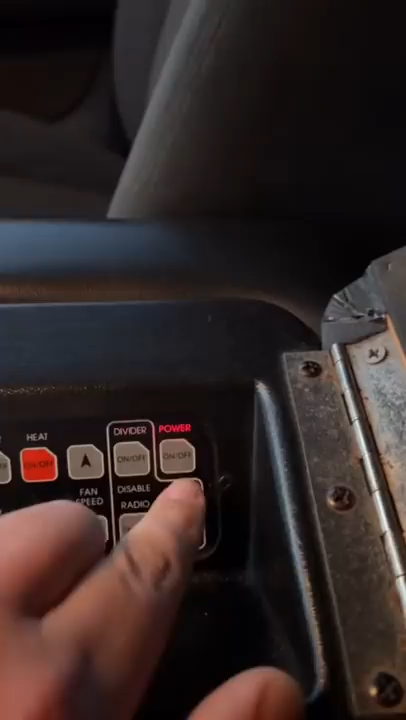 DIVIDER POWER
HEAT
ON/OFF ON/OFF ON/OFF
FAN
SPEED
DISABLE
RADIO